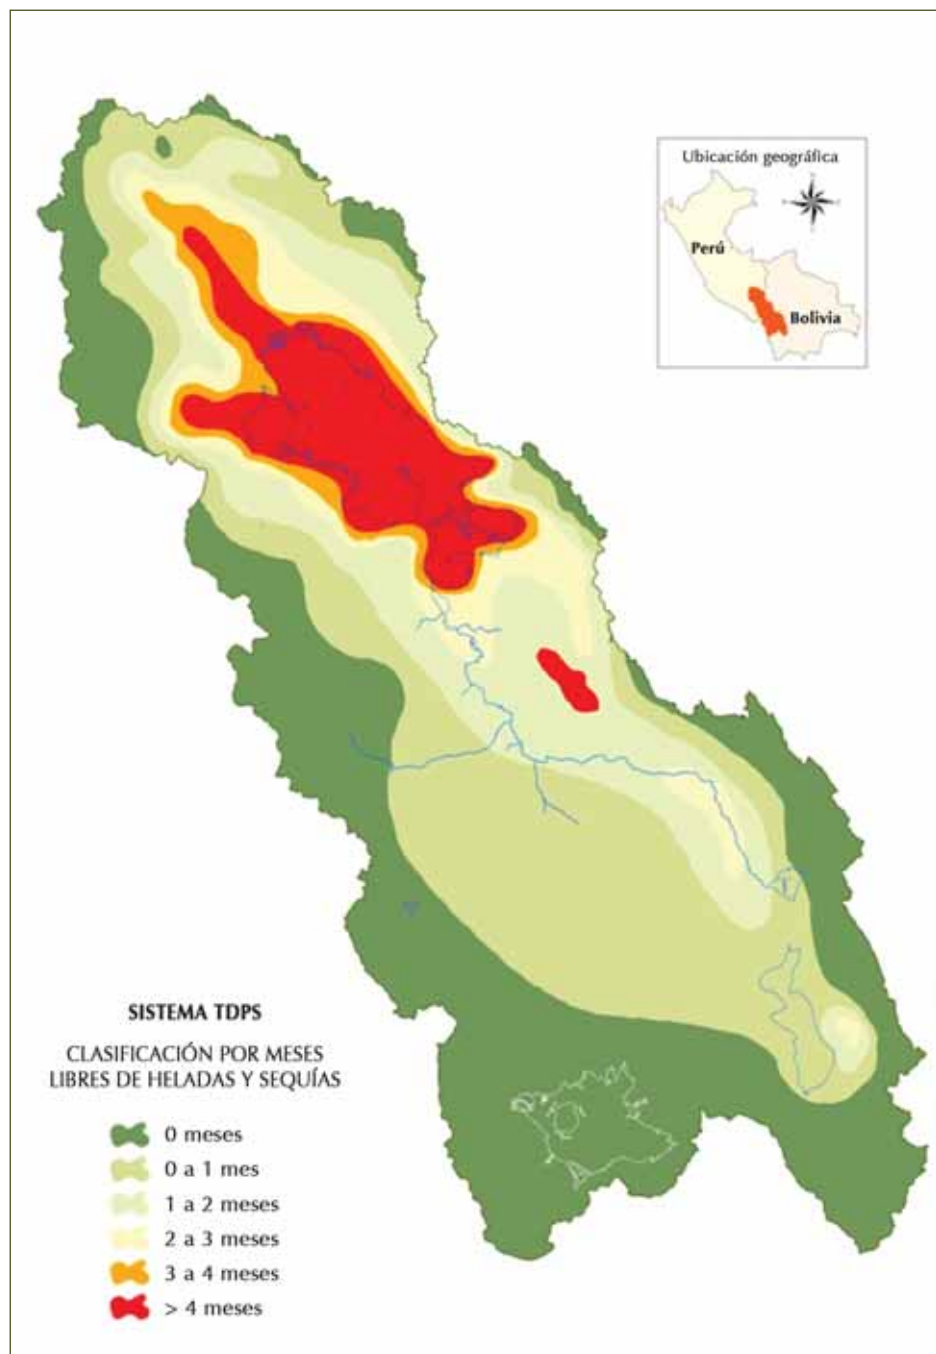 Ubicación geográfica
Perú
Bolivia
SISTEMA TDPS
CLASIFICACIÓN POR MESES
LIBRES DE HELADAS Y SEQUÍAS
0 meses
0 a 1 mes
1 a 2 meses
2 a 3 meses
3 a 4 meses
> 4 meses